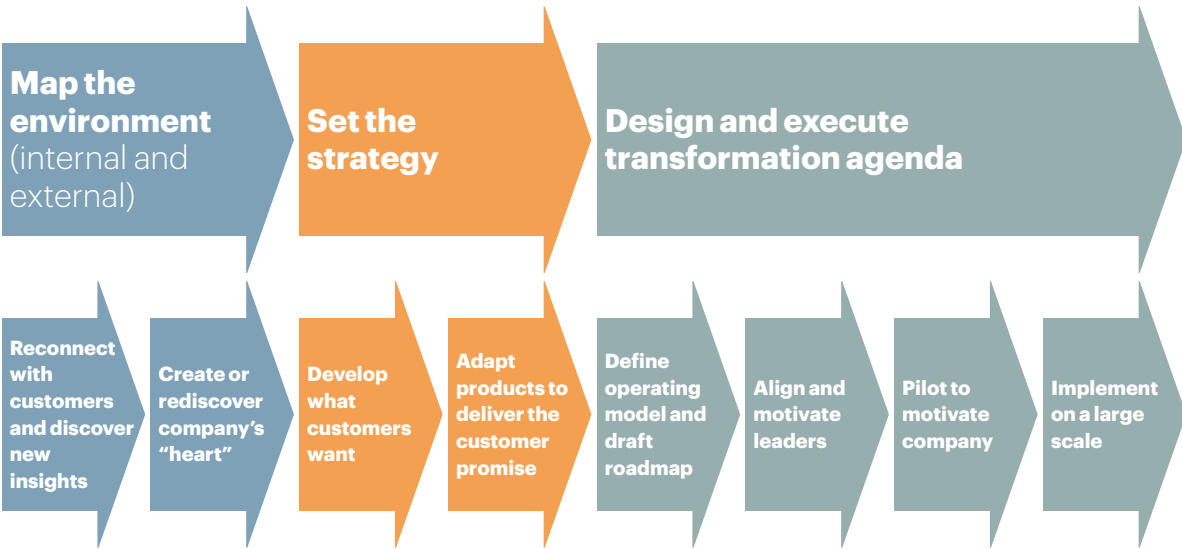 Map the
environment
(internal and
external)
Set the
strategy
Design and execute
transformation agenda
Reconnect
with
customers
and discover
new
insights
Create or
rediscover
company’s
“heart”
Develop
what
customers
want
Adapt
products to
deliver the
customer
promise
Define
operating
model and
draft
roadmap
Align and
motivate
leaders
Pilot to
motivate
company
Implement
on a large
scale